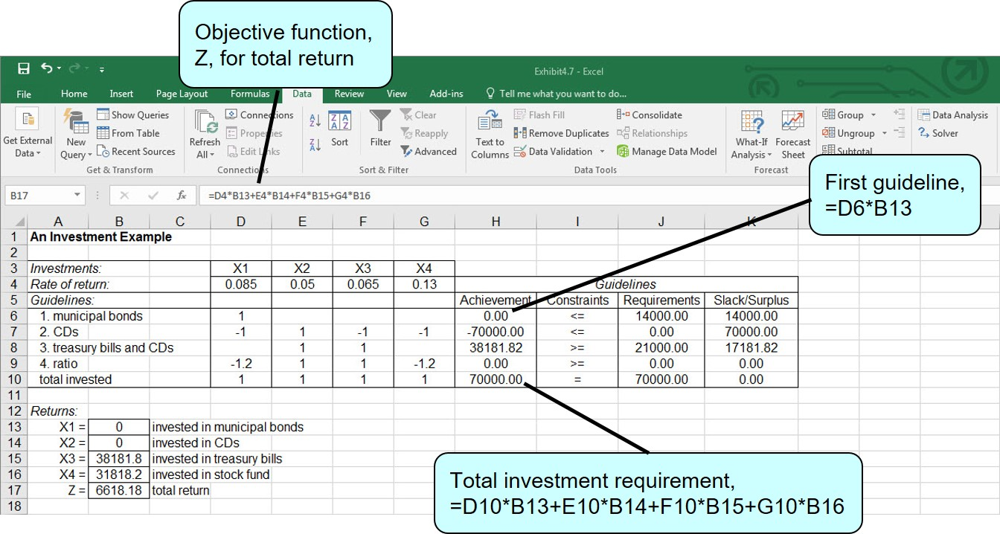 Objective function,
Z, for total return
Exhibit4.7 - Excel
File Home Insert Page Layout Formulas Data Review View Add-ins Tell me what you want to do...
Get External Data
New Query
Show Queries
From Table
Recent Sources
Get & Transform
Refresh All
Connections
Properties
Edit Links
Connections
Sort
Filter
Clear
Reapply
Advanced
Sort & Filter
Text to Columns
Flash Fill
Remove Duplicates
Data Validation
Consolidate
Relationships
Manage Data Model
Data Tools
What-If Analysis
Forecast Sheet
Forecast
Group
Ungroup
Subtotal
Data Analysis
Solver
First guideline,
=D6*B13
B17 fx =D4*B13+E4*B14+F4*B15+G4*B16
A B C D E F G H I J K
1 An Investment Example
2
3 Investments: X1 X2 X3 X4
4 Rate of return: 0.085 0.05 0.065 0.13 Guidelines
5 Guidelines: Achievement Constraints Requirements Slack/Surplus
6 1. municipal bonds 1 0.00 <= 14000.00 14000.00
7 2. CDs -1 1 -1 -1 -70000.00 <= 0.00 70000.00
8 3. treasury bills and CDs 1 1 38181.82 >= 21000.00 17181.82
9 4. ratio -1.2 1 1 -1.2 0.00 >= 0.00 0.00
10 total invested 1 1 1 1 70000.00 = 70000.00 0.00
11
12 Returns:
13 X1 = 0 invested in municipal bonds
14 X2 = 0 invested in CDs
15 X3 = 38181.8 invested in treasury bills
16 X4 = 31818.2 invested in stock fund
17 Z = 6618.18 total return
18
Total investment requirement,
=D10*B13+E10*B14+F10*B15+G10*B16